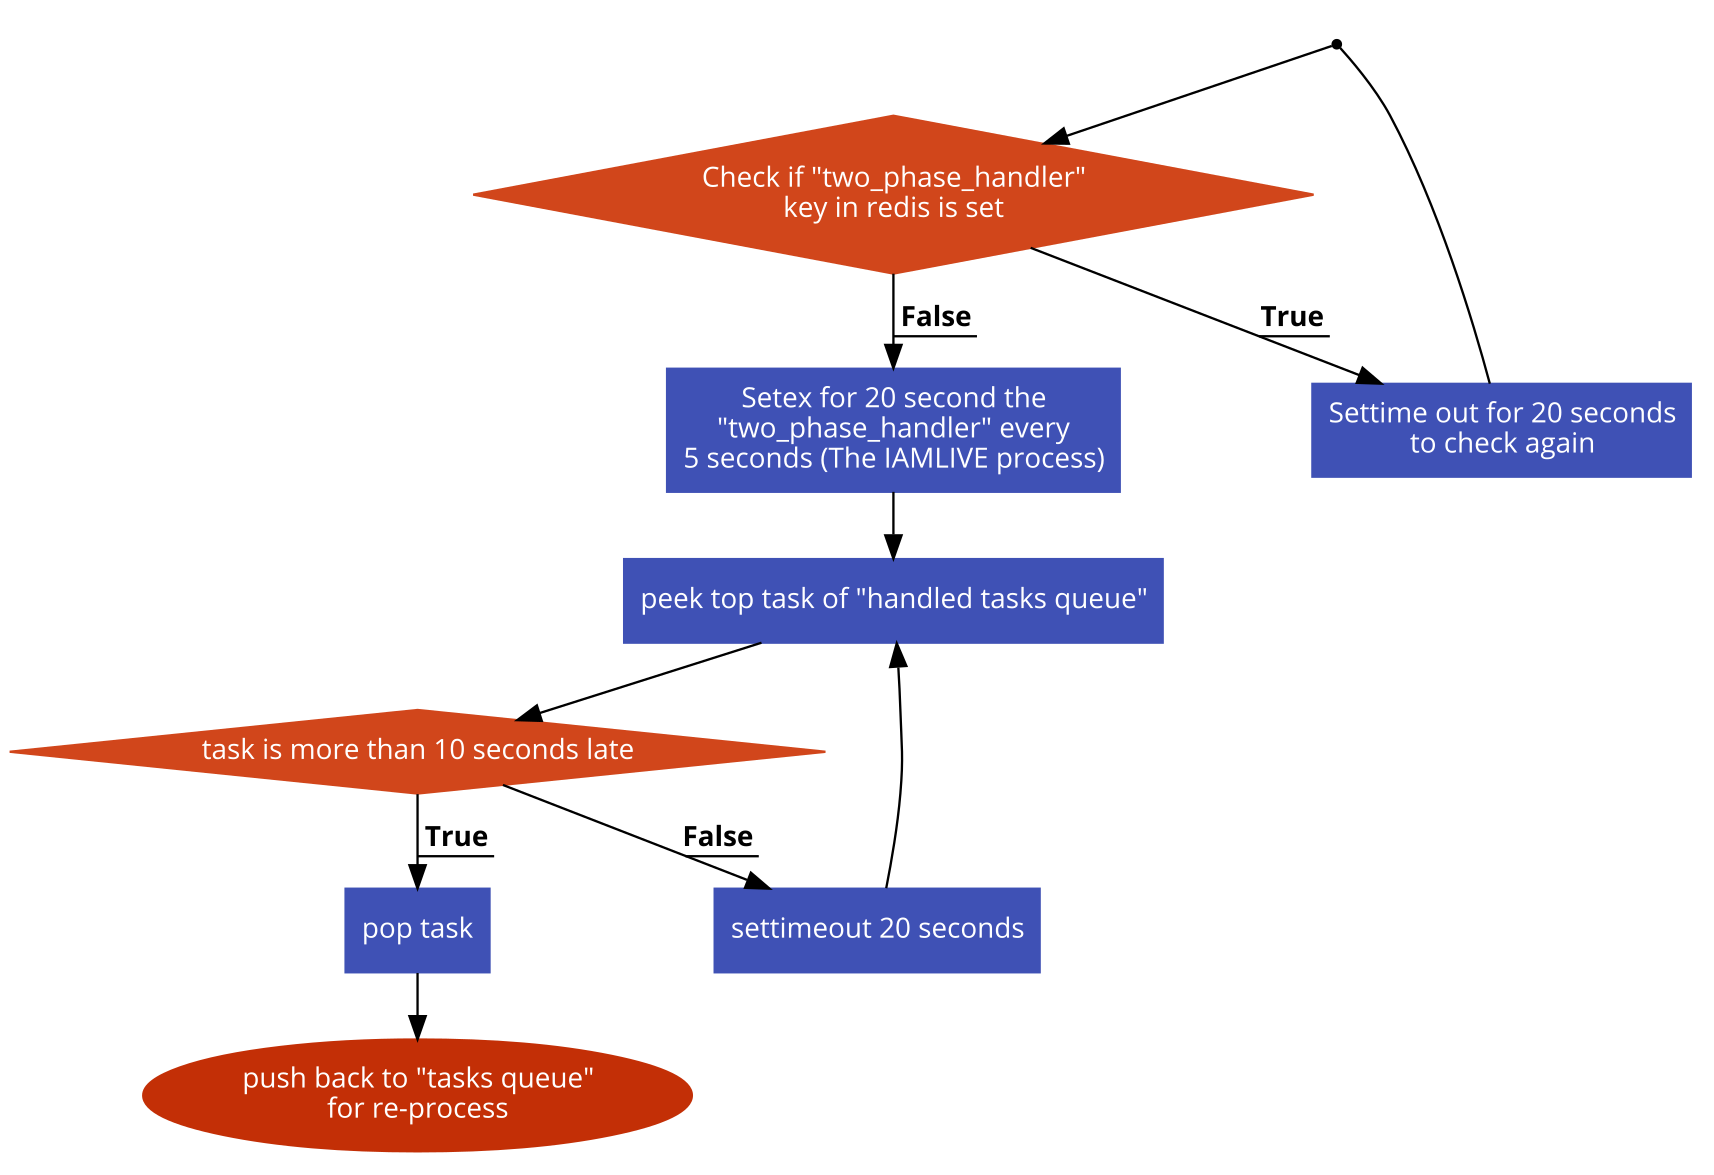 Check if "two_phase_handler"
key in redis is set
False
True
Setex for 20 second the
"two_phase_handler" every
5 seconds (The IAMLIVE process)
Settime out for 20 seconds
to check again
peek top task of "handled tasks queue"
task is more than 10 seconds late
True
False
pop task
settimeout 20 seconds
push back to "tasks queue"
for re-process